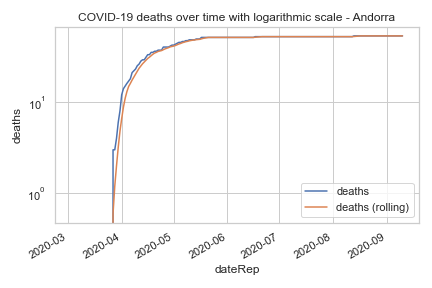 COVID-19 deaths over time with logarithmic scale - Andorra
deaths
10¹
10⁰
deaths
deaths (rolling)
2020-03
2020-04
2020-05
2020-06
2020-07
2020-08
2020-09
dateRep